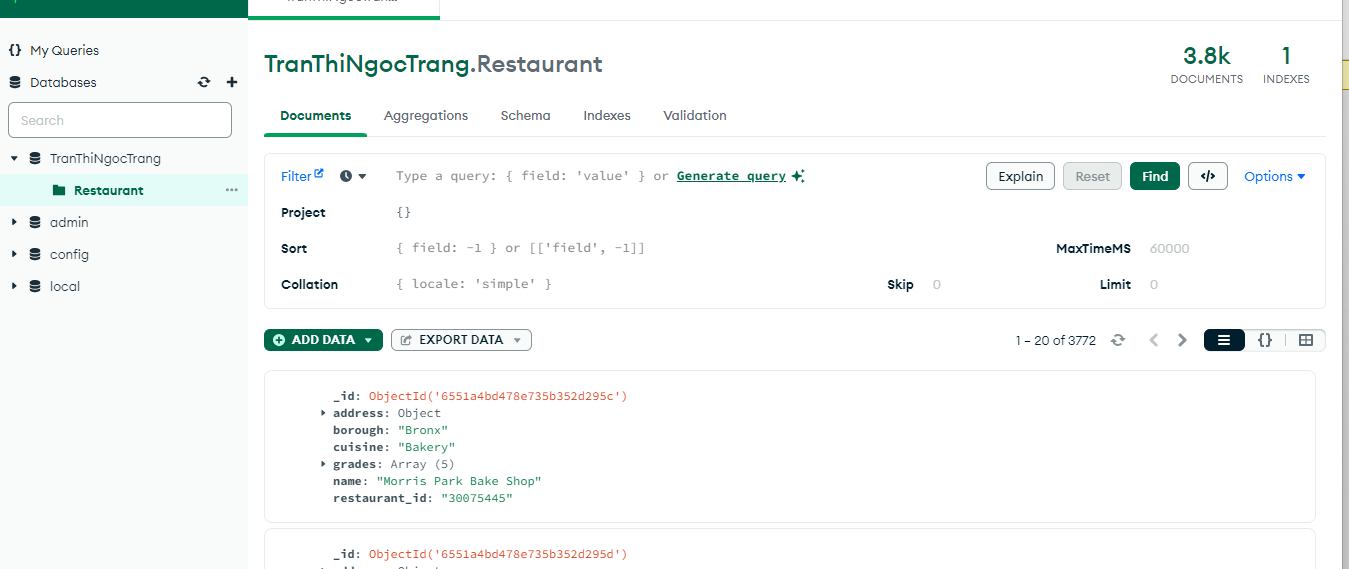 My Queries
Databases
Search
TranThiNgocTrang
Restaurant
admin
config
local
TranThiNgocTrang.Restaurant
3.8k
DOCUMENTS
1
INDEXES
Documents Aggregations Schema Indexes Validation
Filter Type a query: { field: 'value' } or Generate query Explain Reset Find </> Options
Project {}
Sort { field: -1 } or [['field', -1]] MaxTimeMS 60000
Collation { locale: 'simple' } Skip 0 Limit 0
ADD DATA EXPORT DATA 1 – 20 of 3772 {}
_id: ObjectId('6551a4bd478e735b352d295c')
address: Object
borough: "Bronx"
cuisine: "Bakery"
grades: Array (5)
name: "Morris Park Bake Shop"
restaurant_id: "30075445"
_id: ObjectId('6551a4bd478e735b352d295d')